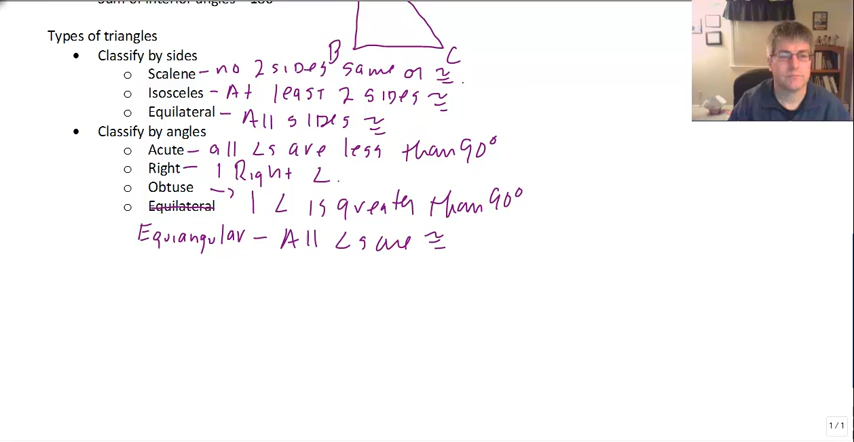 Sum of interior angles = 180
B
C
Types of triangles
• Classify by sides
o Scalene – no 2 sides same or ≅.
o Isosceles – At least 2 sides ≅
o Equilateral – All sides ≅
• Classify by angles
o Acute – all ∠s are less than 90°
o Right – 1 Right ∠.
o Obtuse → 1 ∠ is greater than 90°
o Equilateral
Equiangular – All ∠s are ≅
1 / 1